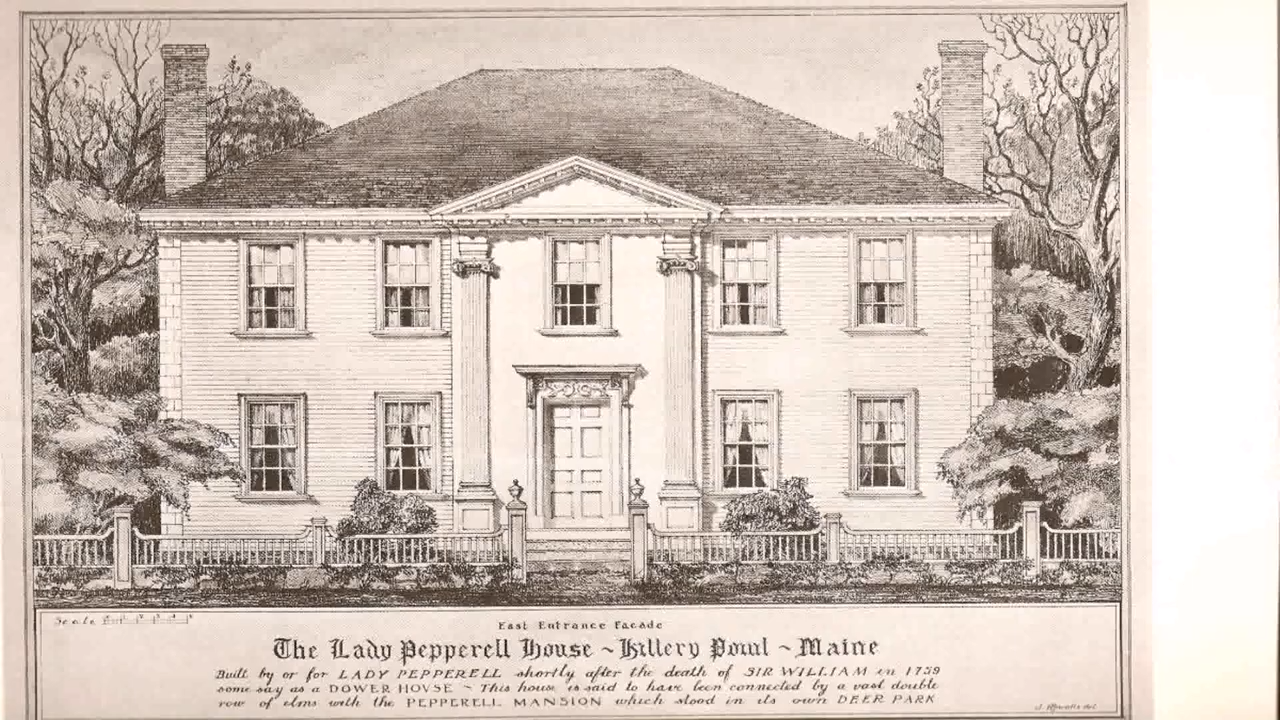 Scale
East Entrance Facade
The Lady Pepperell House ~ Kittery Point ~ Maine
Built by or for LADY PEPPERELL shortly after the death of SIR WILLIAM in 1759
some say as a DOWER HOVSE ~ This house is said to have been connected by a vast double
row of elms with the PEPPERELL MANSION which stood in its own DEER PARK